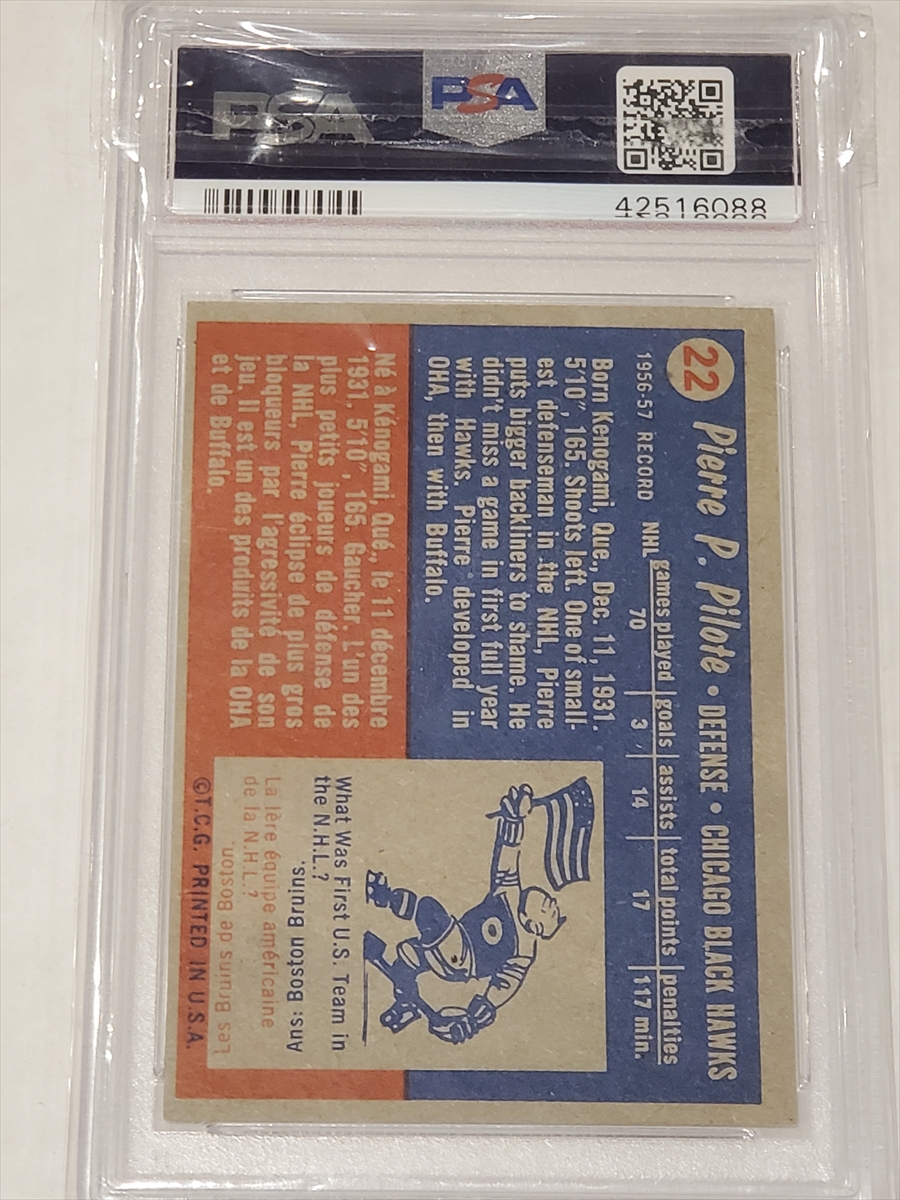 PSA
PSA
42516088
22 Pierre P. Pilote • DEFENSE • CHICAGO BLACK HAWKS
1956-57 RECORD
games played goals assists total points penalties
NHL 70 3 14 17 117 min.
Born Kenogami, Que., Dec. 11, 1931.
5'10", 165. Shoots left. One of small-
est defenseman in the NHL, Pierre
puts bigger backliners to shame. He
didn't miss a game in first full year
with Hawks. Pierre developed in
OHA, then with Buffalo.
Né à Kénogami, Qué., le 11 décembre
1931, 5'10", 165. Gaucher. L'un des
plus petits joueurs de défense de
la NHL, Pierre éclipse de plus gros
bloqueurs par l'agressivité de son
jeu. Il est un des produits de la OHA
et de Buffalo.
What Was First U.S. Team in
the N.H.L.?
Ans: Boston Bruins.
La lère équipe américaine
de la N.H.L.?
Les Bruins de Boston.
©T.C.G. PRINTED IN U.S.A.